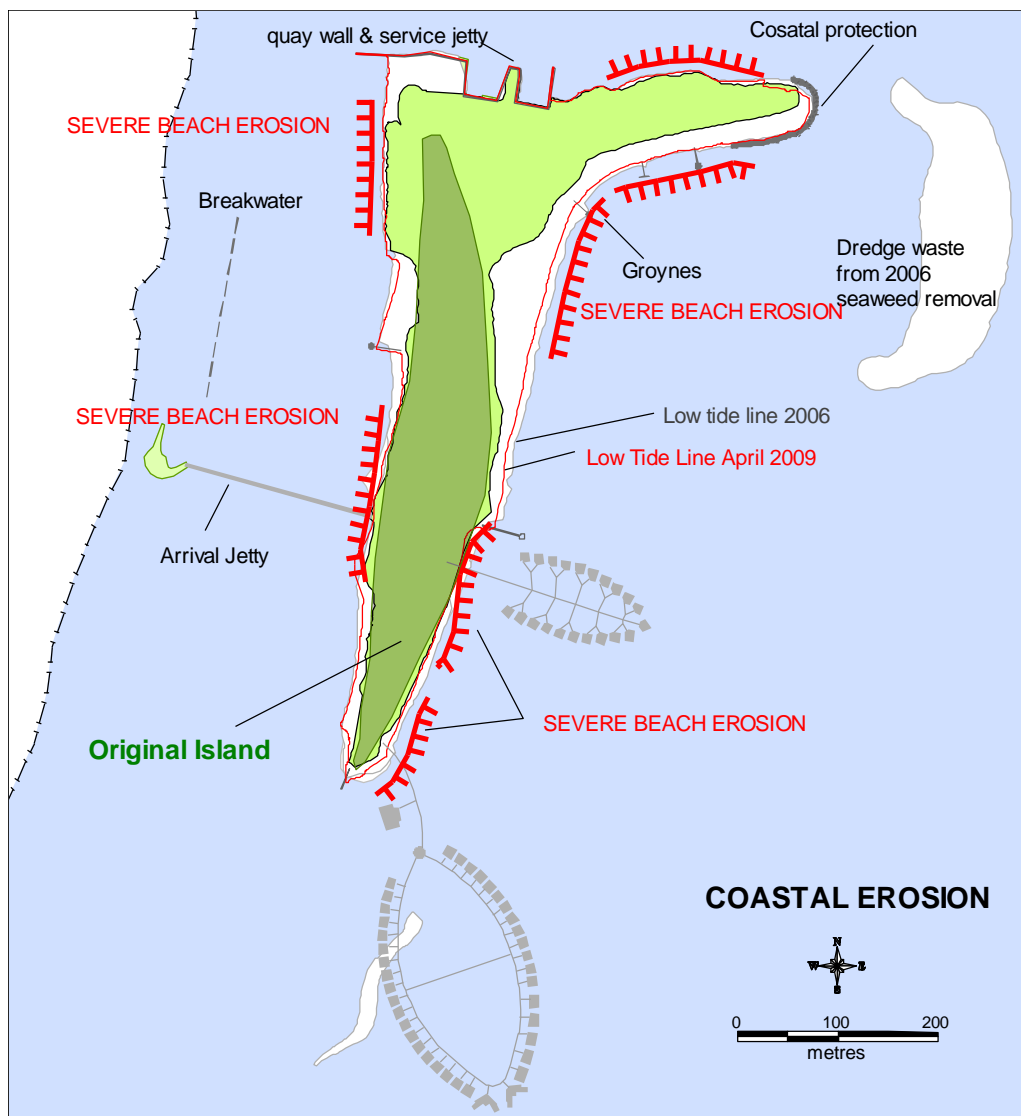 quay wall & service jetty
Cosatal protection
SEVERE BEACH EROSION
Breakwater
Groynes
Dredge waste
from 2006
seaweed removal
SEVERE BEACH EROSION
SEVERE BEACH EROSION
Low tide line 2006
Low Tide Line April 2009
Arrival Jetty
SEVERE BEACH EROSION
Original Island
COASTAL EROSION
N
W
E
S
0 100 200
metres